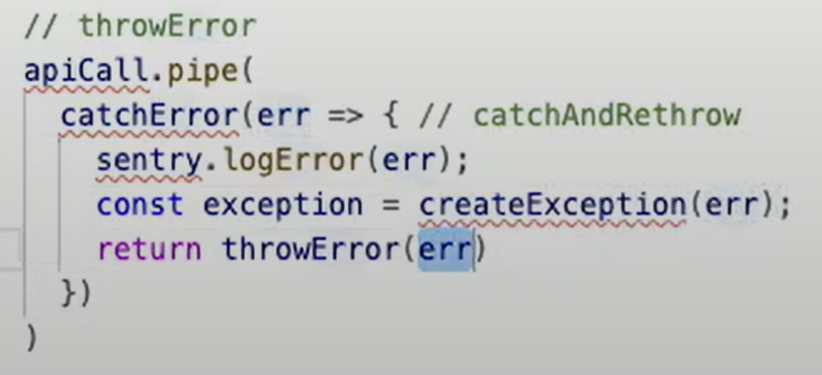 // throwError
apiCall.pipe(
catchError(err => { // catchAndRethrow
sentry.logError(err);
const exception = createException(err);
return throwError(err)
})
)